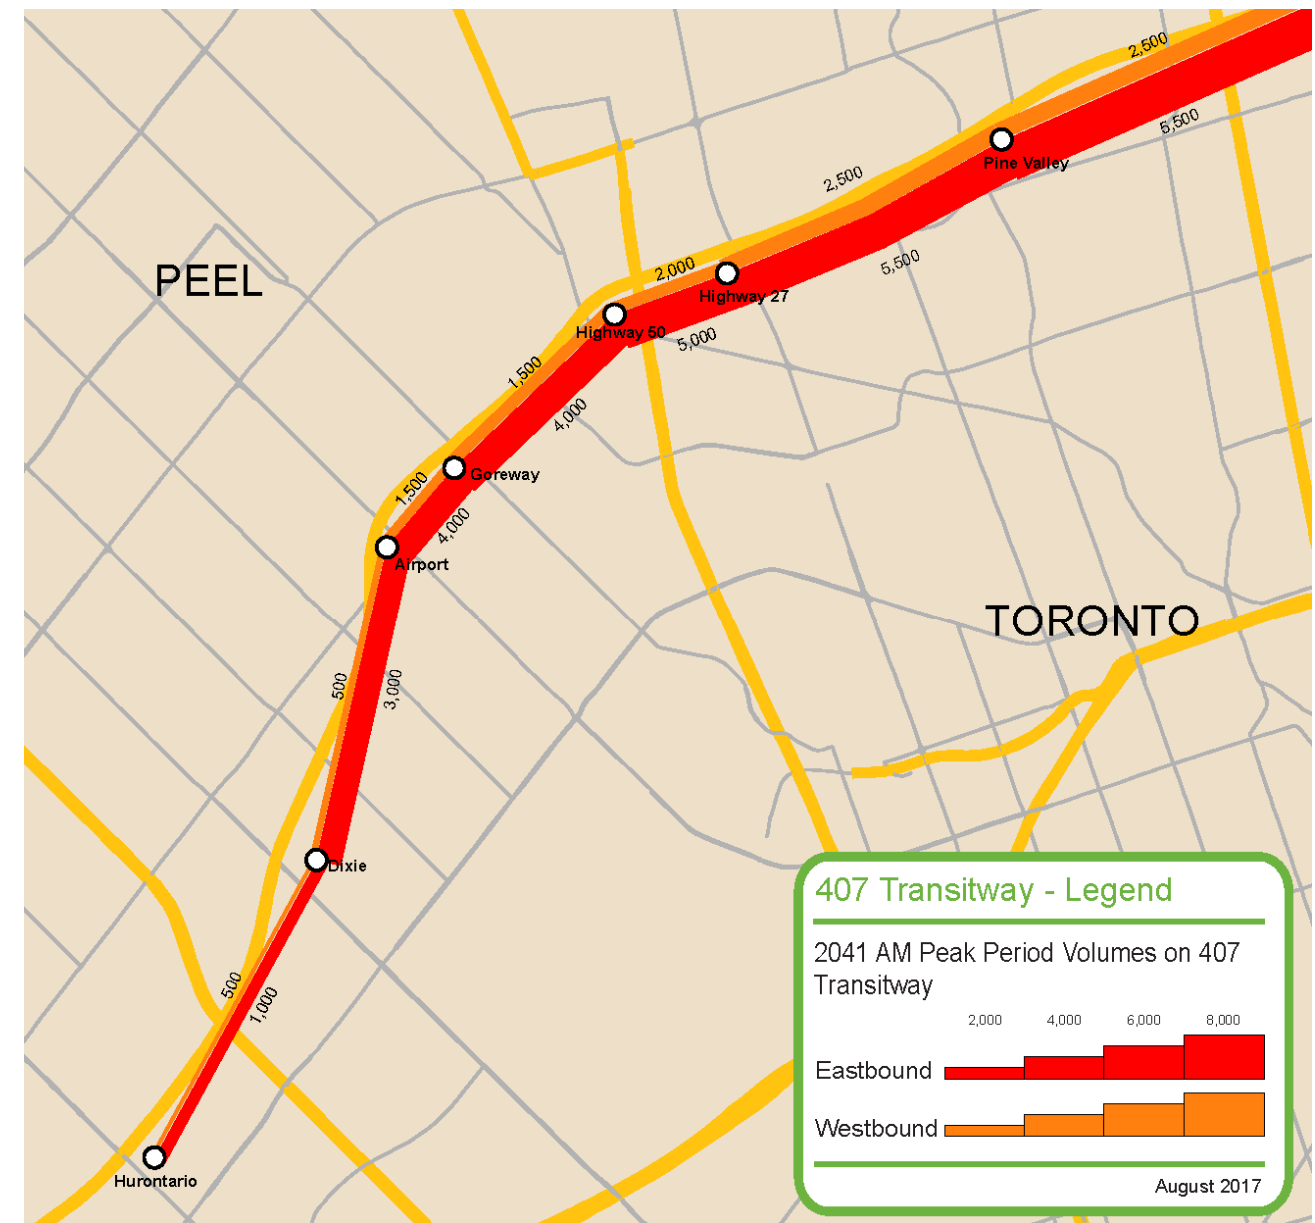 2,500
5,500
Pine Valley
2,500
PEEL
2,000
5,500
Highway 27
Highway 50
5,000
1,500
4,000
Goreway
1,500
4,000
Airport
TORONTO
500
3,000
Dixie
500
1,000
Hurontario
407 Transitway - Legend
2041 AM Peak Period Volumes on 407
Transitway
2,000 4,000 6,000 8,000
Eastbound
Westbound
August 2017